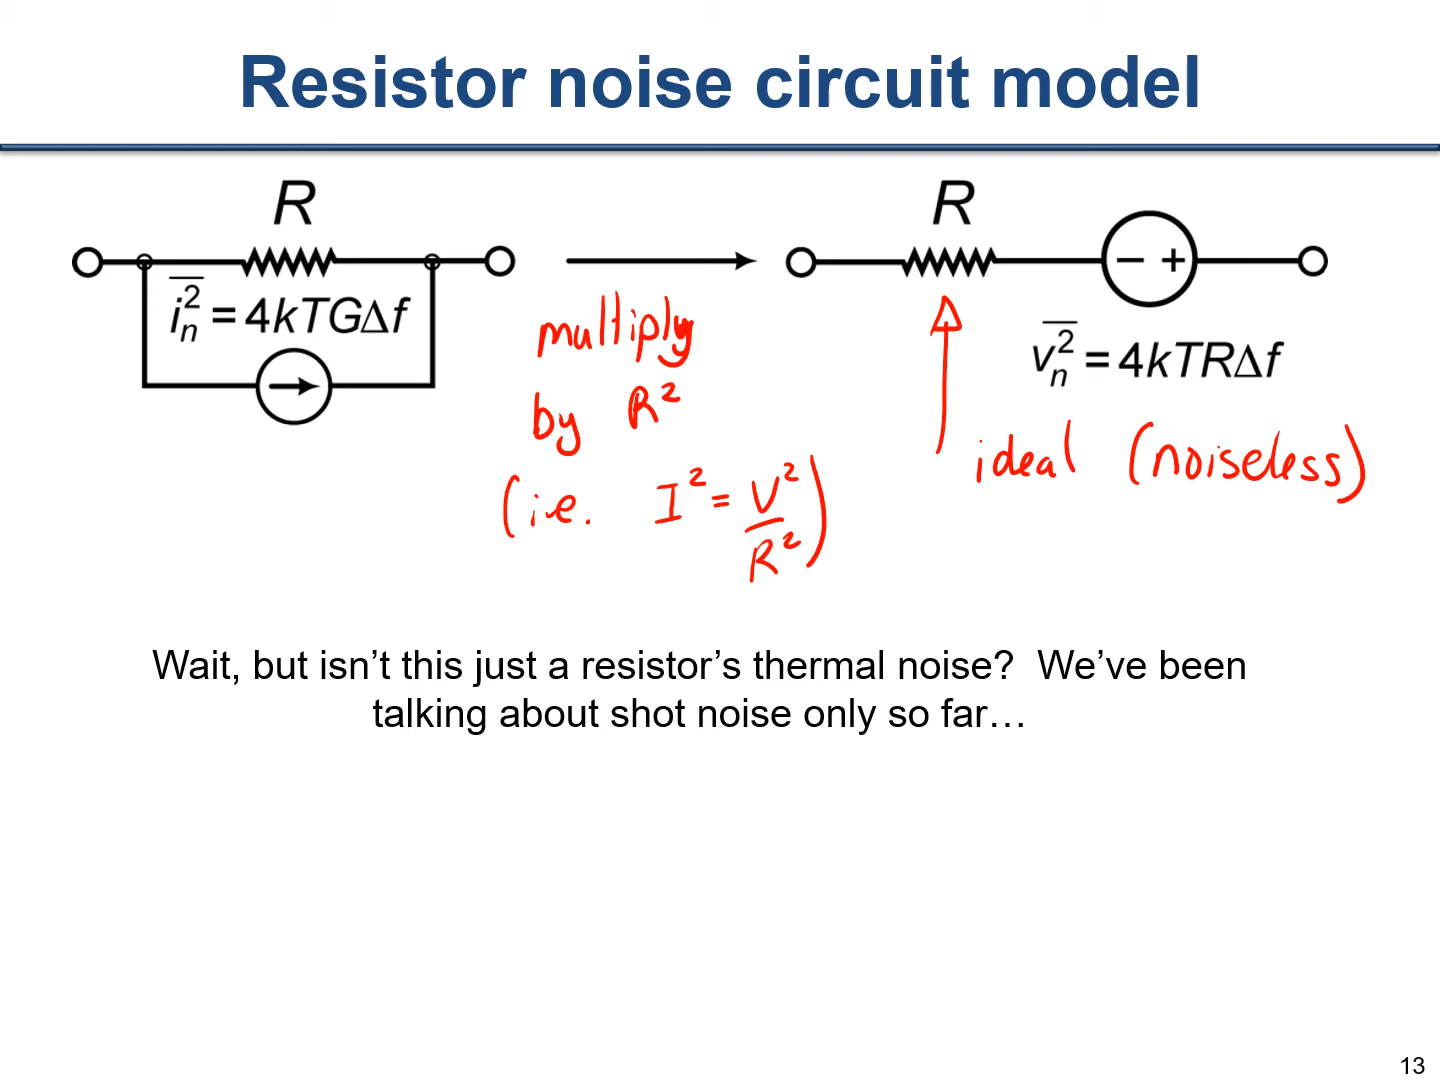 Resistor noise circuit model
R
i_n^2 = 4kTGΔf
multiply
by R²
(i.e. I² = V²/R²)
R
− +
v_n^2 = 4kTRΔf
ideal (noiseless)
Wait, but isn’t this just a resistor’s thermal noise?  We’ve been
talking about shot noise only so far…
13